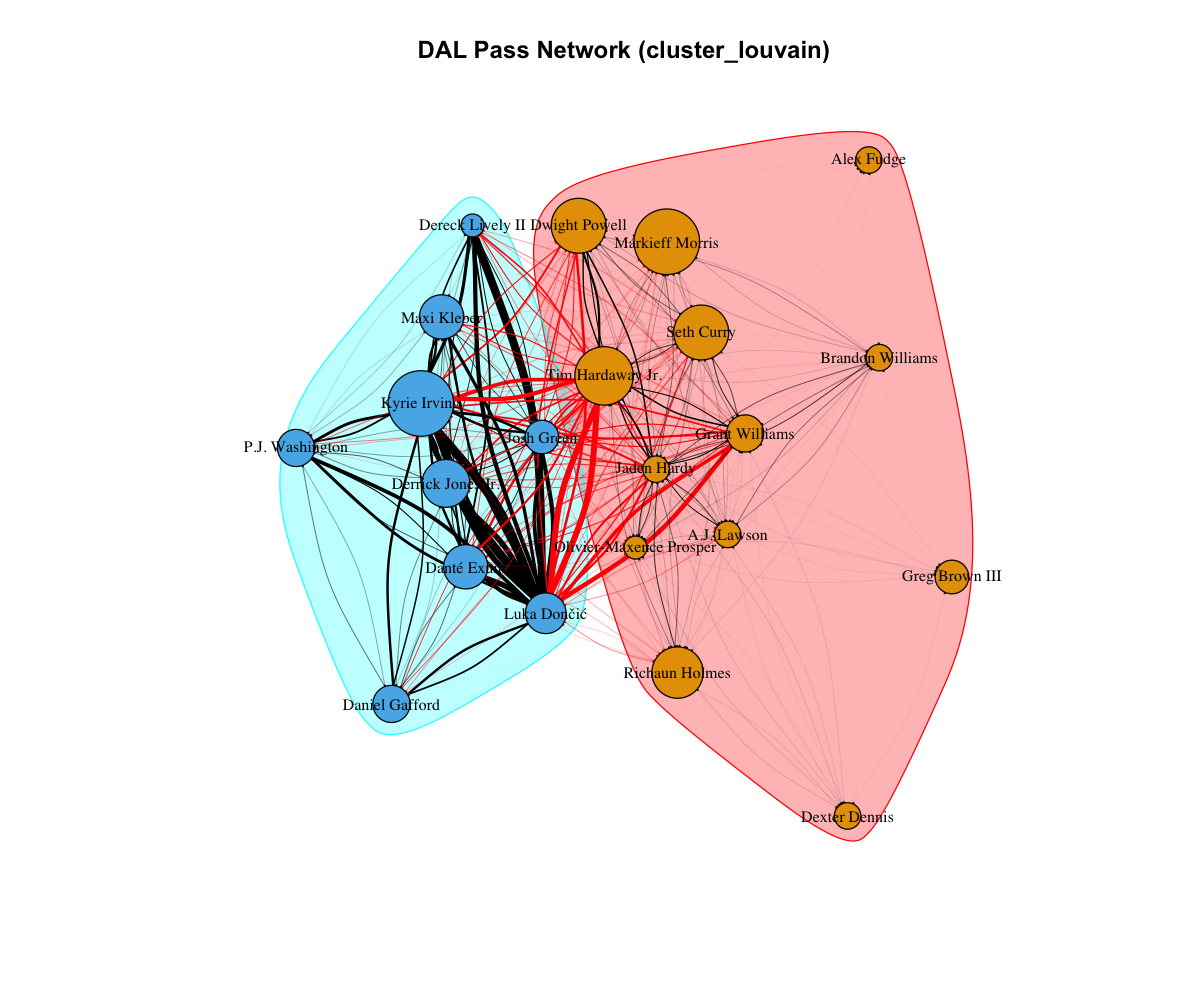 DAL Pass Network (cluster_louvain)
Alex Fudge
Dereck Lively II
Dwight Powell
Markieff Morris
Maxi Kleber
Seth Curry
Brandon Williams
Tim Hardaway Jr.
Kyrie Irving
P.J. Washington
Josh Green
Grant Williams
Jaden Hardy
Derrick Jones Jr.
A.J. Lawson
Olivier-Maxence Prosper
Danté Exum
Greg Brown III
Luka Dončić
Richaun Holmes
Daniel Gafford
Dexter Dennis